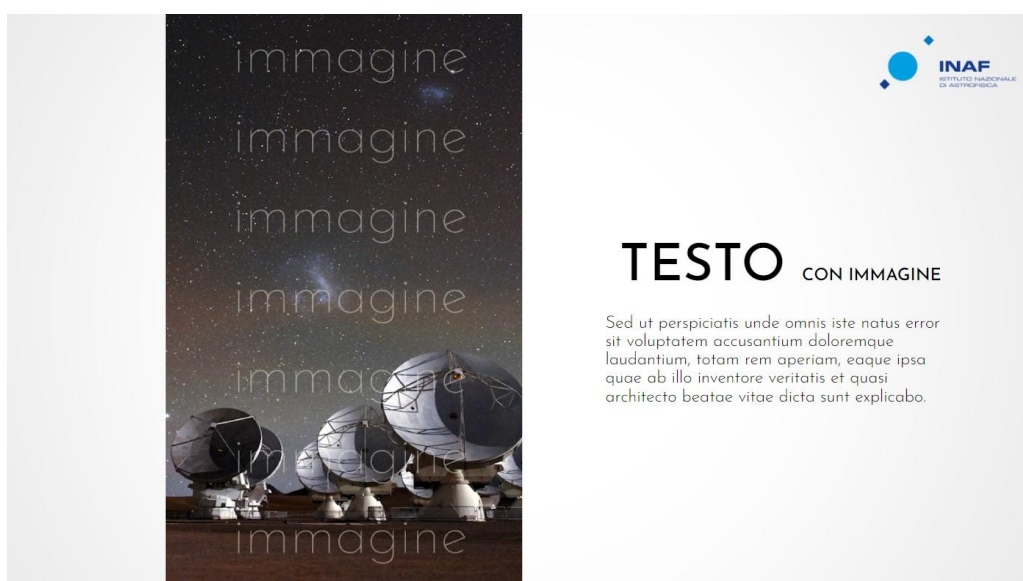 immagine
immagine
immagine
immagine
immagine
immagine
immagine
INAF
ISTITUTO NAZIONALE
DI ASTROFISICA
TESTO CON IMMAGINE
Sed ut perspiciatis unde omnis iste natus error
sit voluptatem accusantium doloremque
laudantium, totam rem aperiam, eaque ipsa
quae ab illo inventore veritatis et quasi
architecto beatae vitae dicta sunt explicabo.